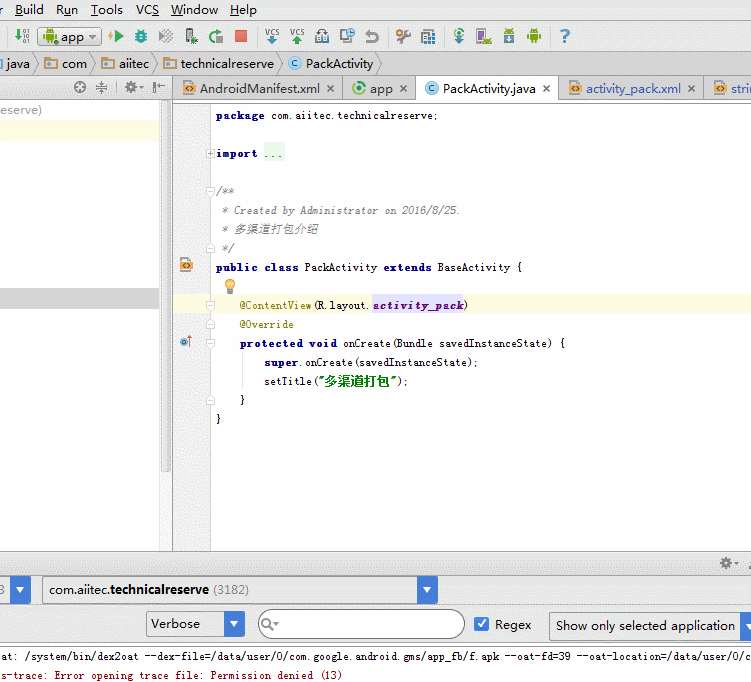 Build Run Tools VCS Window Help
app VCS VCS ?
java com aiitec technicalreserve PackActivity
AndroidManifest.xml app PackActivity.java activity_pack.xml
eserve)
package com.aiitec.technicalreserve;
import ...
/**
* Created by Administrator on 2016/8/25.
* 多渠道打包介绍
*/
public class PackActivity extends BaseActivity {
@ContentView(R.layout.activity_pack)
@Override
protected void onCreate(Bundle savedInstanceState) {
super.onCreate(savedInstanceState);
setTitle("多渠道打包");
}
}
com.aiitec.technicalreserve (3182)
Verbose Regex Show only selected application
at: /system/bin/dex2oat --dex-file=/data/user/0/com.google.android.gms/app_fb/f.apk --oat-fd=39 --oat-location=/data/user/0/c
s-trace: Error opening trace file: Permission denied (13)